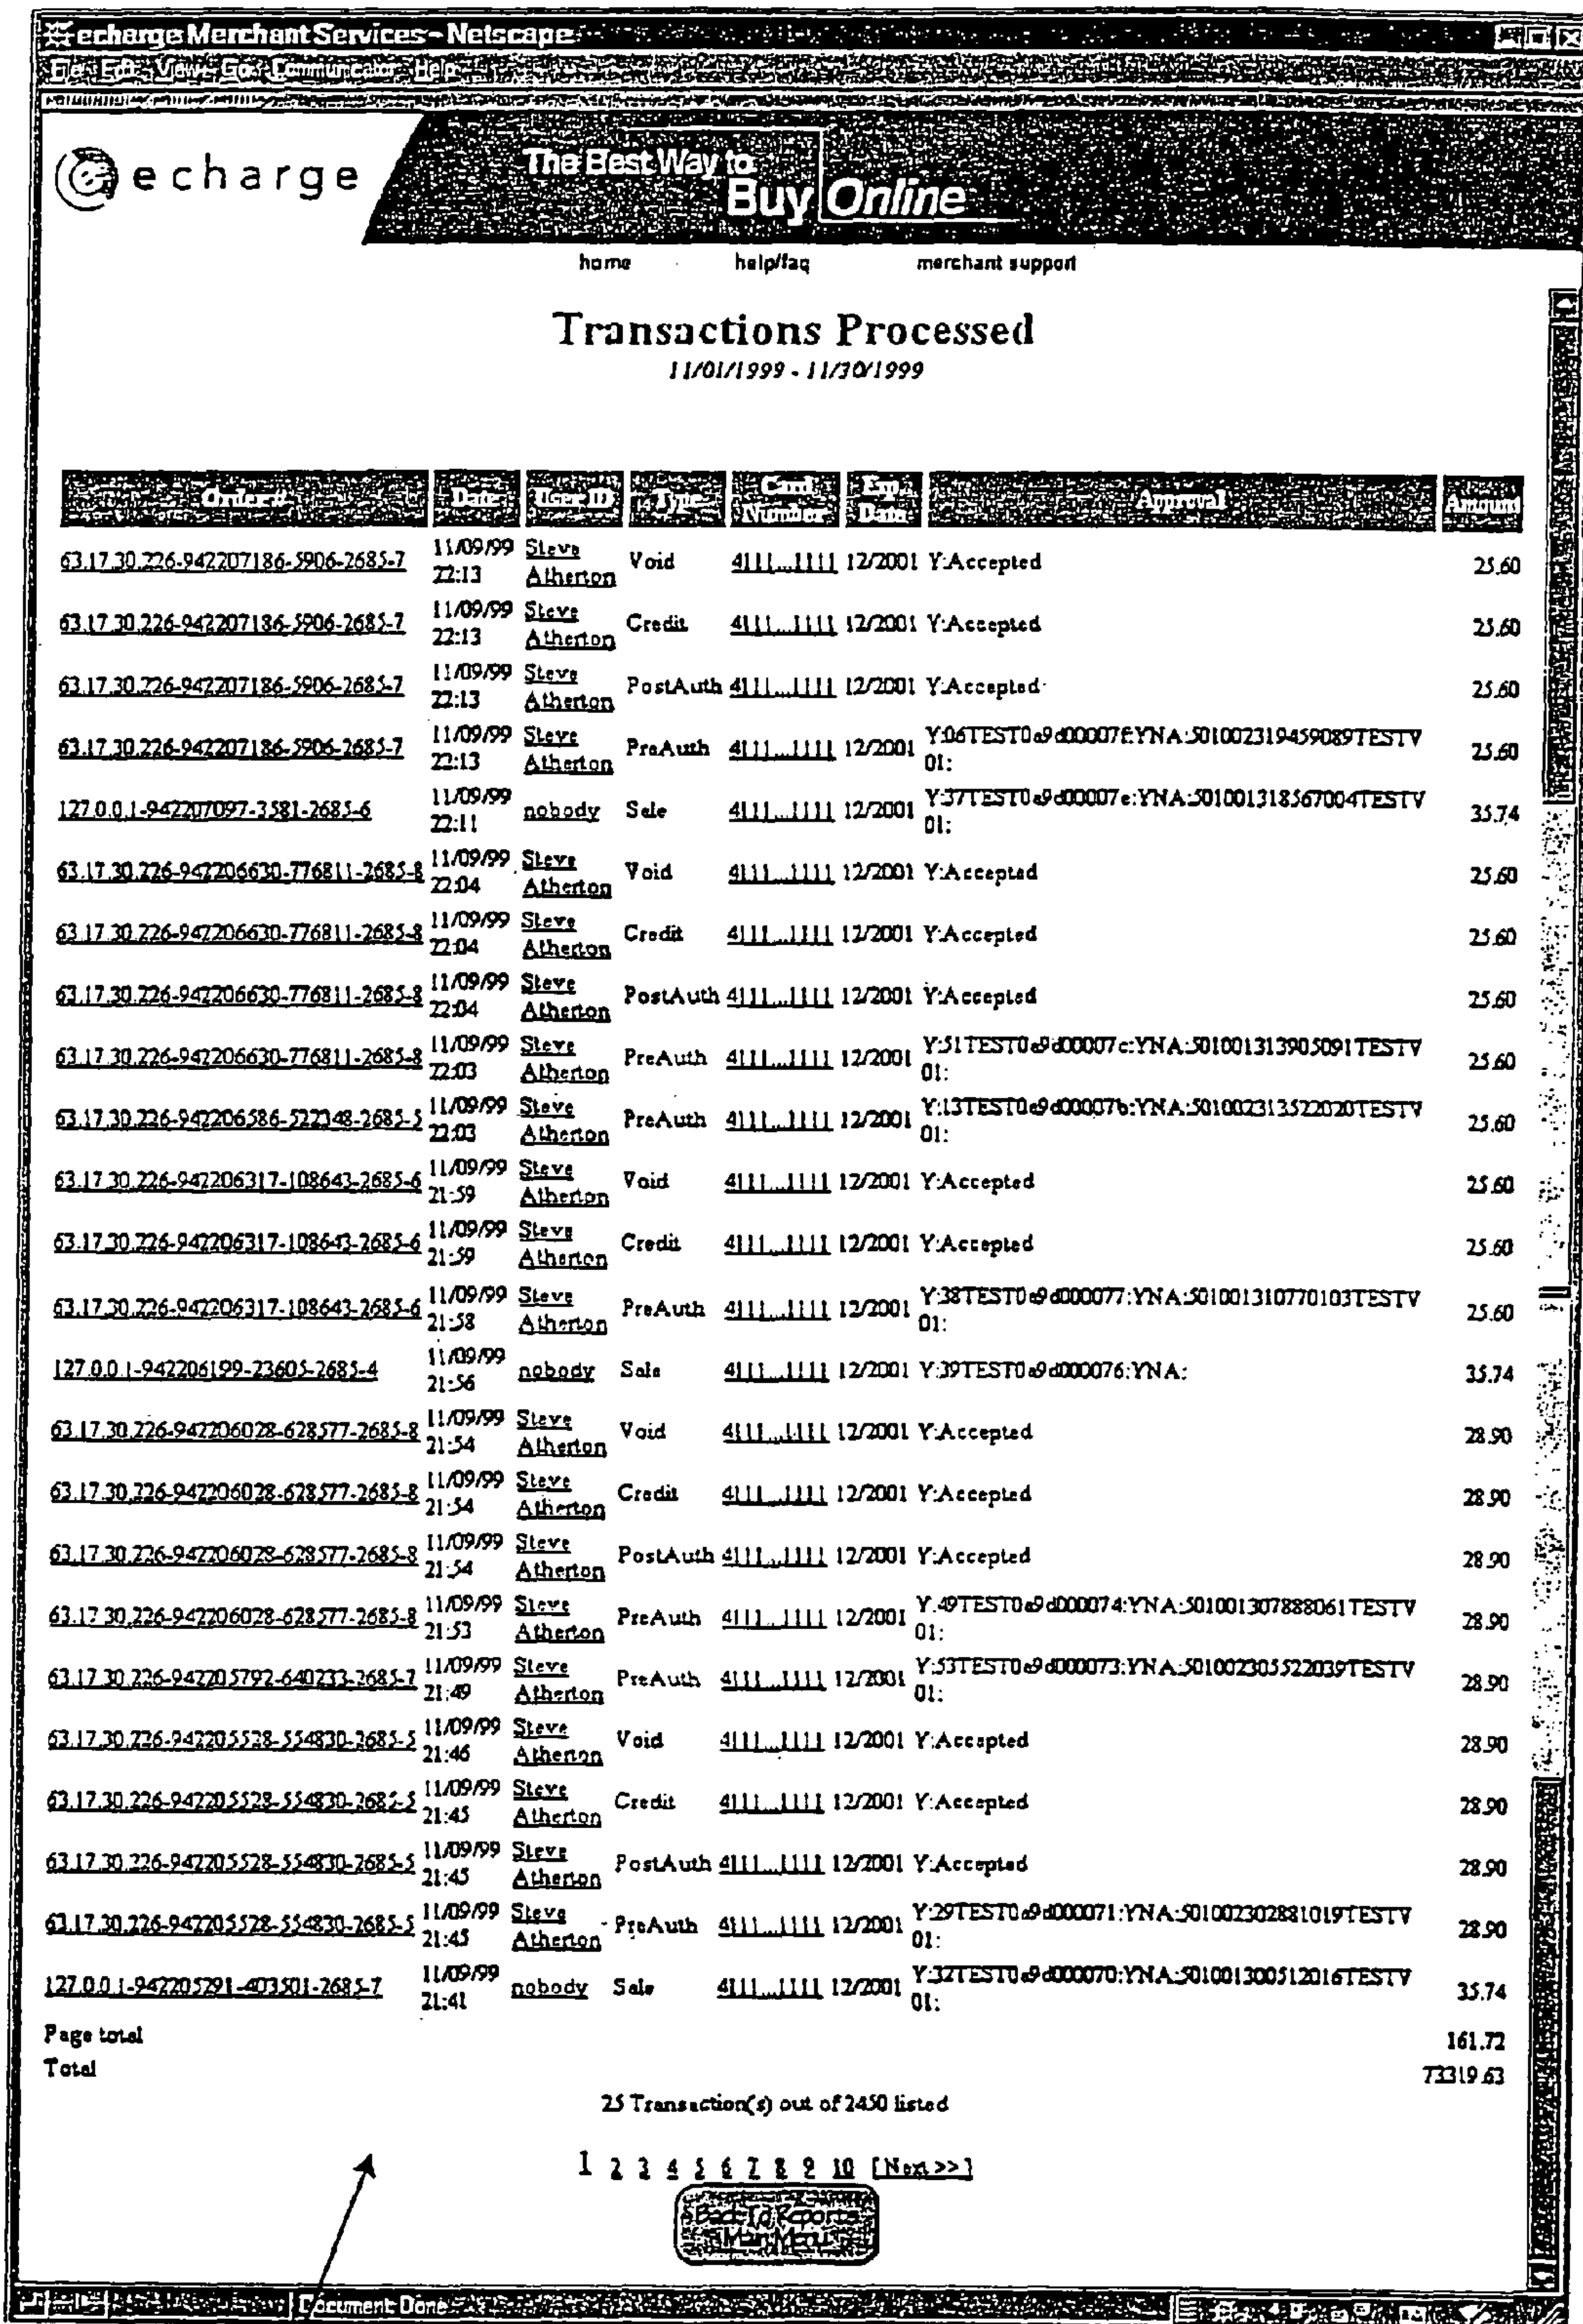 echarge Merchant Services - Netscape
File Edit View Go Communicator Help
echarge
The Best Way to
Buy Online
home help/faq merchant support
Transactions Processed
11/01/1999 - 11/30/1999
Order# Date User ID Type Card Number Exp Date Approval Amount
63.17.30.226-942207186-5906-2685-7 11/09/99 22:13 Steve Atherton Void 4111...1111 12/2001 Y:Accepted 25.60
63.17.30.226-942207186-5906-2685-7 11/09/99 22:13 Steve Atherton Credit 4111...1111 12/2001 Y:Accepted 25.60
63.17.30.226-942207186-5906-2685-7 11/09/99 22:13 Steve Atherton PostAuth 4111...1111 12/2001 Y:Accepted 25.60
63.17.30.226-942207186-5906-2685-7 11/09/99 22:13 Steve Atherton PreAuth 4111...1111 12/2001 Y:06TEST0a9d00007f:YNA:501002319459089TESTV 01: 25.60
127.0.0.1-942207097-3581-2685-6 11/09/99 22:11 nobody Sale 4111...1111 12/2001 Y:37TEST0a9d00007e:YNA:501001318567004TESTV 01: 35.74
63.17.30.226-942206630-776811-2685-8 11/09/99 22:04 Steve Atherton Void 4111...1111 12/2001 Y:Accepted 25.60
63.17.30.226-942206630-776811-2685-8 11/09/99 22:04 Steve Atherton Credit 4111...1111 12/2001 Y:Accepted 25.60
63.17.30.226-942206630-776811-2685-8 11/09/99 22:04 Steve Atherton PostAuth 4111...1111 12/2001 Y:Accepted 25.60
63.17.30.226-942206630-776811-2685-8 11/09/99 22:03 Steve Atherton PreAuth 4111...1111 12/2001 Y:51TEST0a9d00007c:YNA:501001313905091TESTV 01: 25.60
63.17.30.226-942206586-522348-2685-5 11/09/99 22:03 Steve Atherton PreAuth 4111...1111 12/2001 Y:13TEST0a9d00007b:YNA:501002313522020TESTV 01: 25.60
63.17.30.226-942206317-108643-2685-6 11/09/99 21:59 Steve Atherton Void 4111...1111 12/2001 Y:Accepted 25.60
63.17.30.226-942206317-108643-2685-6 11/09/99 21:59 Steve Atherton Credit 4111...1111 12/2001 Y:Accepted 25.60
63.17.30.226-942206317-108643-2685-6 11/09/99 21:58 Steve Atherton PreAuth 4111...1111 12/2001 Y:38TEST0a9d000077:YNA:501001310770103TESTV 01: 25.60
127.0.0.1-942206199-23605-2685-4 11/09/99 21:56 nobody Sale 4111...1111 12/2001 Y:39TEST0a9d000076:YNA: 35.74
63.17.30.226-942206028-628577-2685-8 11/09/99 21:54 Steve Atherton Void 4111...1111 12/2001 Y:Accepted 28.90
63.17.30.226-942206028-628577-2685-8 11/09/99 21:54 Steve Atherton Credit 4111...1111 12/2001 Y:Accepted 28.90
63.17.30.226-942206028-628577-2685-8 11/09/99 21:54 Steve Atherton PostAuth 4111...1111 12/2001 Y:Accepted 28.90
63.17.30.226-942206028-628577-2685-8 11/09/99 21:53 Steve Atherton PreAuth 4111...1111 12/2001 Y:49TEST0a9d000074:YNA:501001307888061TESTV 01: 28.90
63.17.30.226-942205792-640233-2685-7 11/09/99 21:49 Steve Atherton PreAuth 4111...1111 12/2001 Y:53TEST0a9d000073:YNA:501002305522039TESTV 01: 28.90
63.17.30.226-942205528-554830-2685-5 11/09/99 21:46 Steve Atherton Void 4111...1111 12/2001 Y:Accepted 28.90
63.17.30.226-942205528-554830-2685-5 11/09/99 21:45 Steve Atherton Credit 4111...1111 12/2001 Y:Accepted 28.90
63.17.30.226-942205528-554830-2685-5 11/09/99 21:45 Steve Atherton PostAuth 4111...1111 12/2001 Y:Accepted 28.90
63.17.30.226-942205528-554830-2685-5 11/09/99 21:45 Steve Atherton PreAuth 4111...1111 12/2001 Y:29TEST0a9d000071:YNA:501002302881019TESTV 01: 28.90
127.0.0.1-942205291-403501-2685-7 11/09/99 21:41 nobody Sale 4111...1111 12/2001 Y:32TEST0a9d000070:YNA:501001300512016TESTV 01: 35.74
Page total 161.72
Total 73319.63
25 Transaction(s) out of 2450 listed
1 2 3 4 5 6 7 8 9 10 [Next>>]
Back To Reports
Main Menu
Document: Done